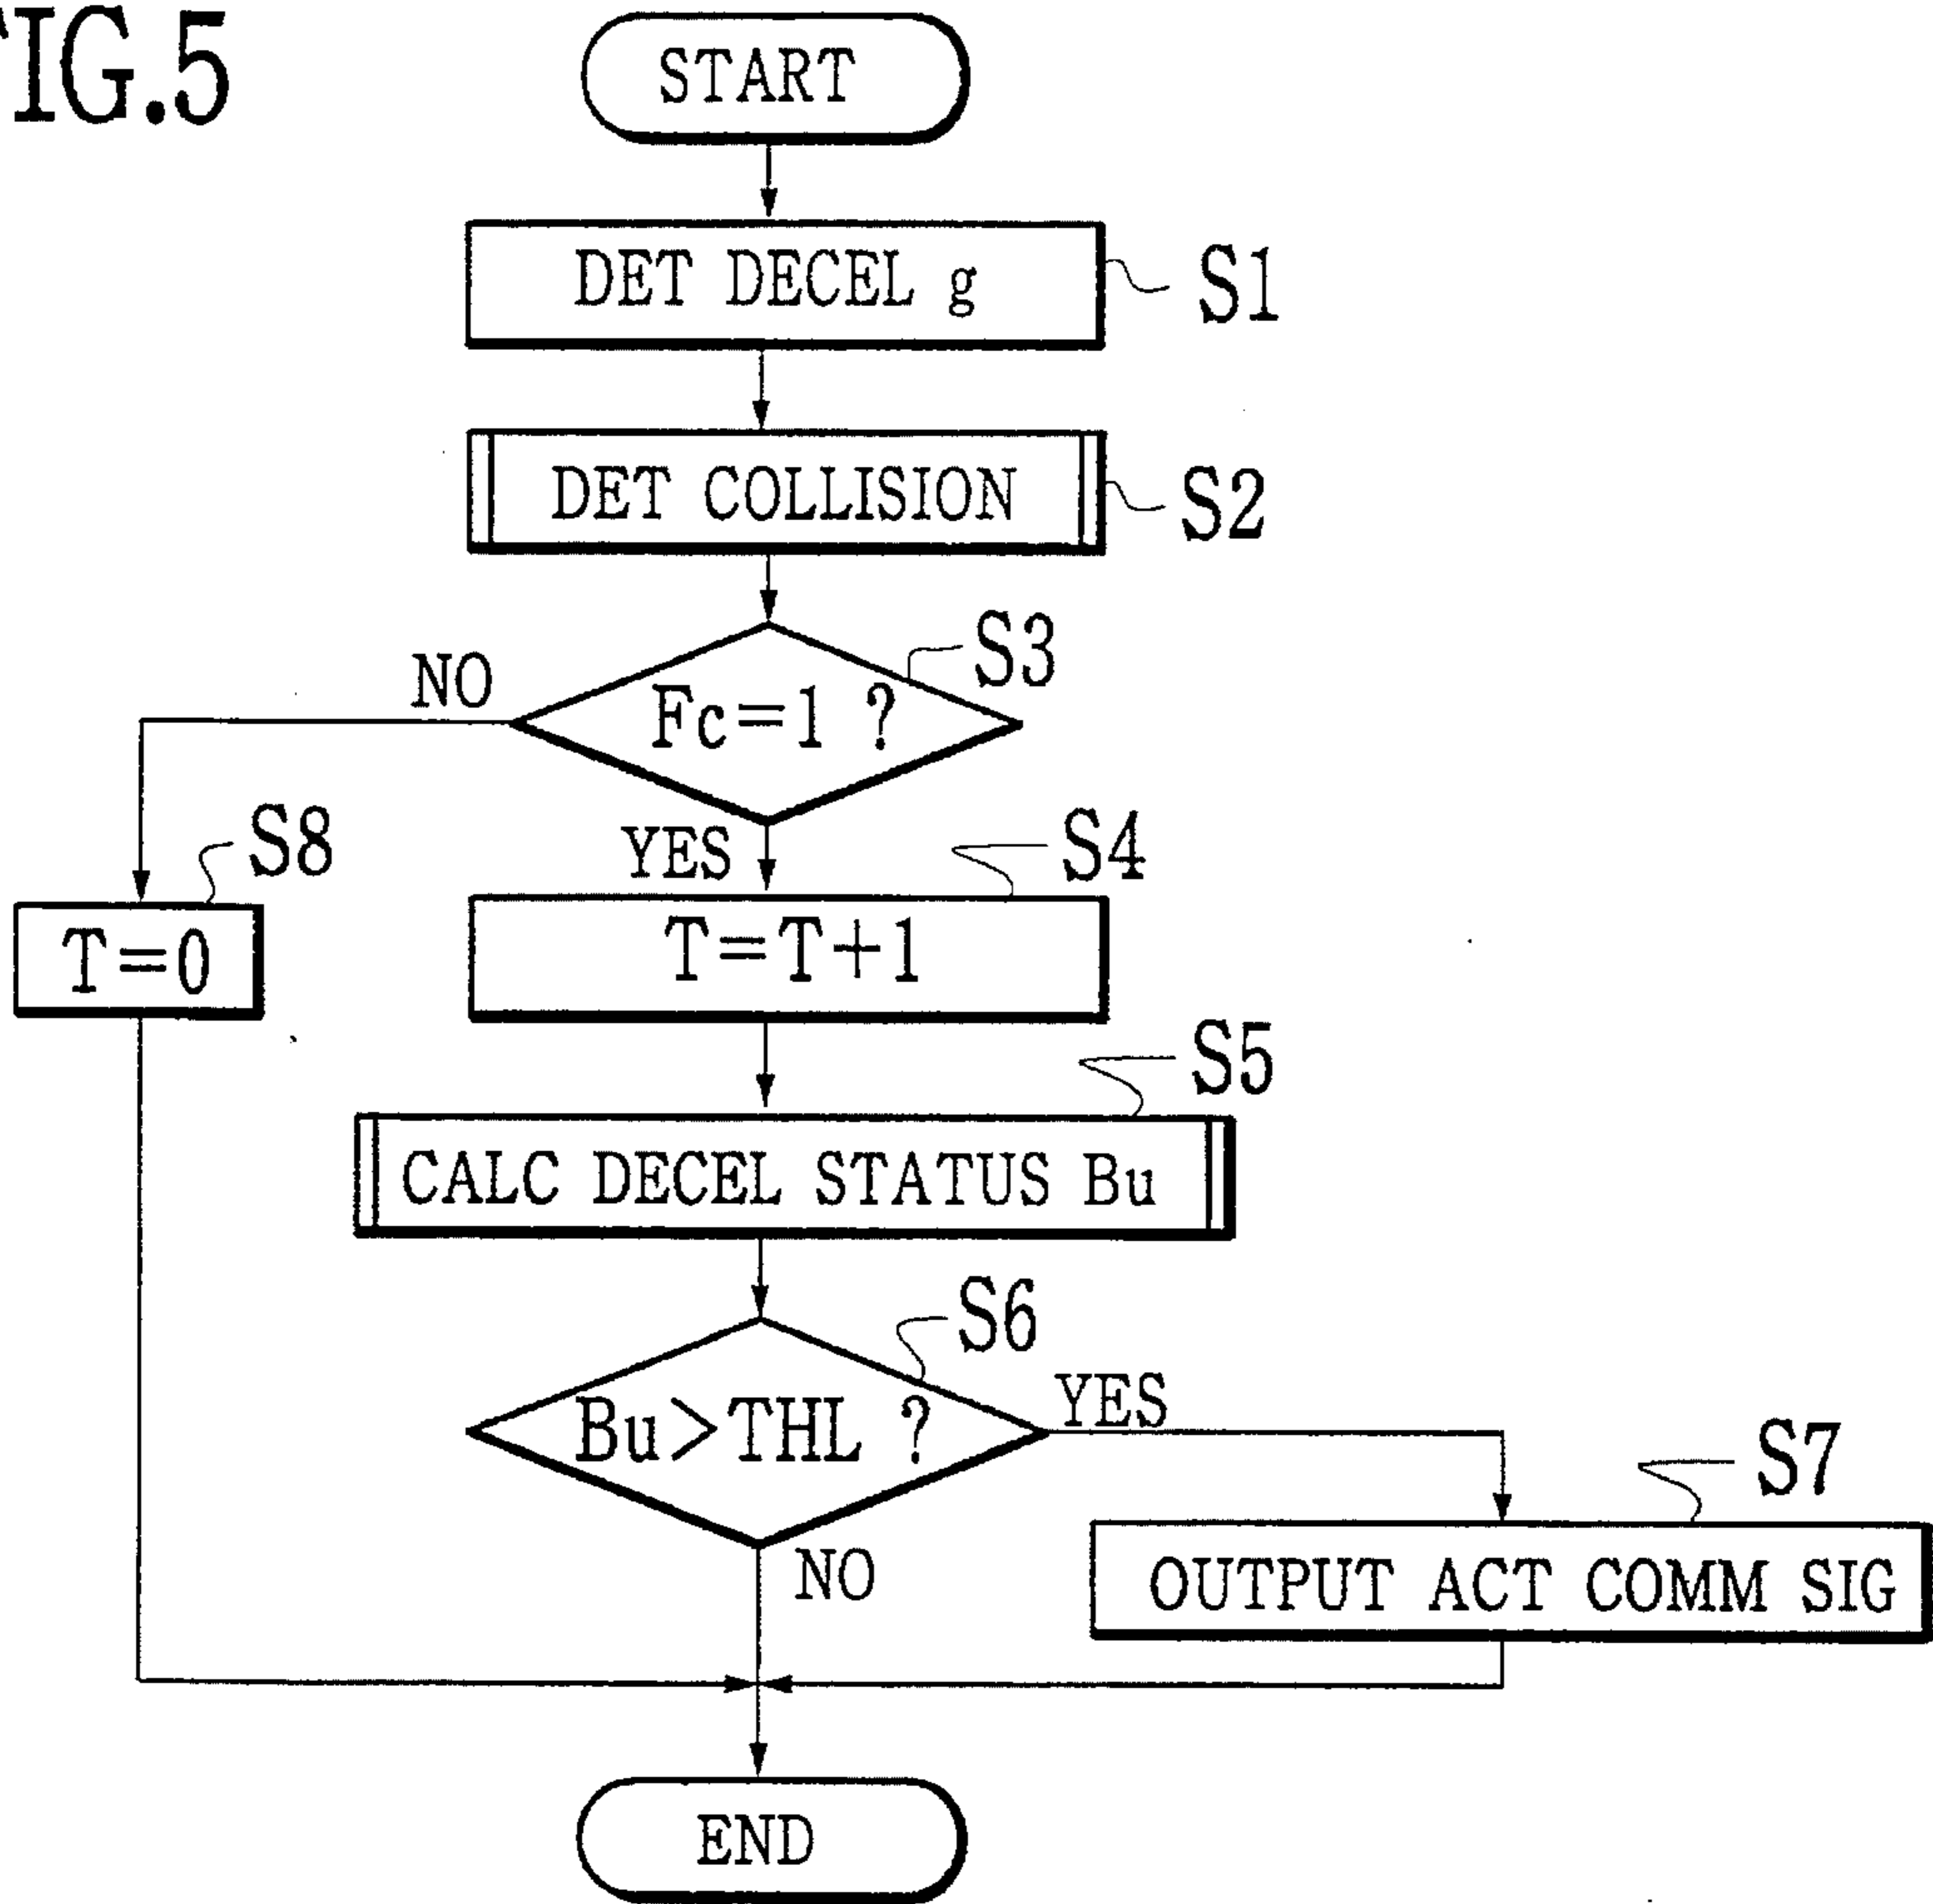 FIG.5
START
DET DECEL g
S1
DET COLLISION
S2
S3
Fc=1 ?
NO
YES
S8
T=0
S4
T=T+1
S5
CALC DECEL STATUS Bu
S6
Bu>THL ?
YES
NO
S7
OUTPUT ACT COMM SIG
END